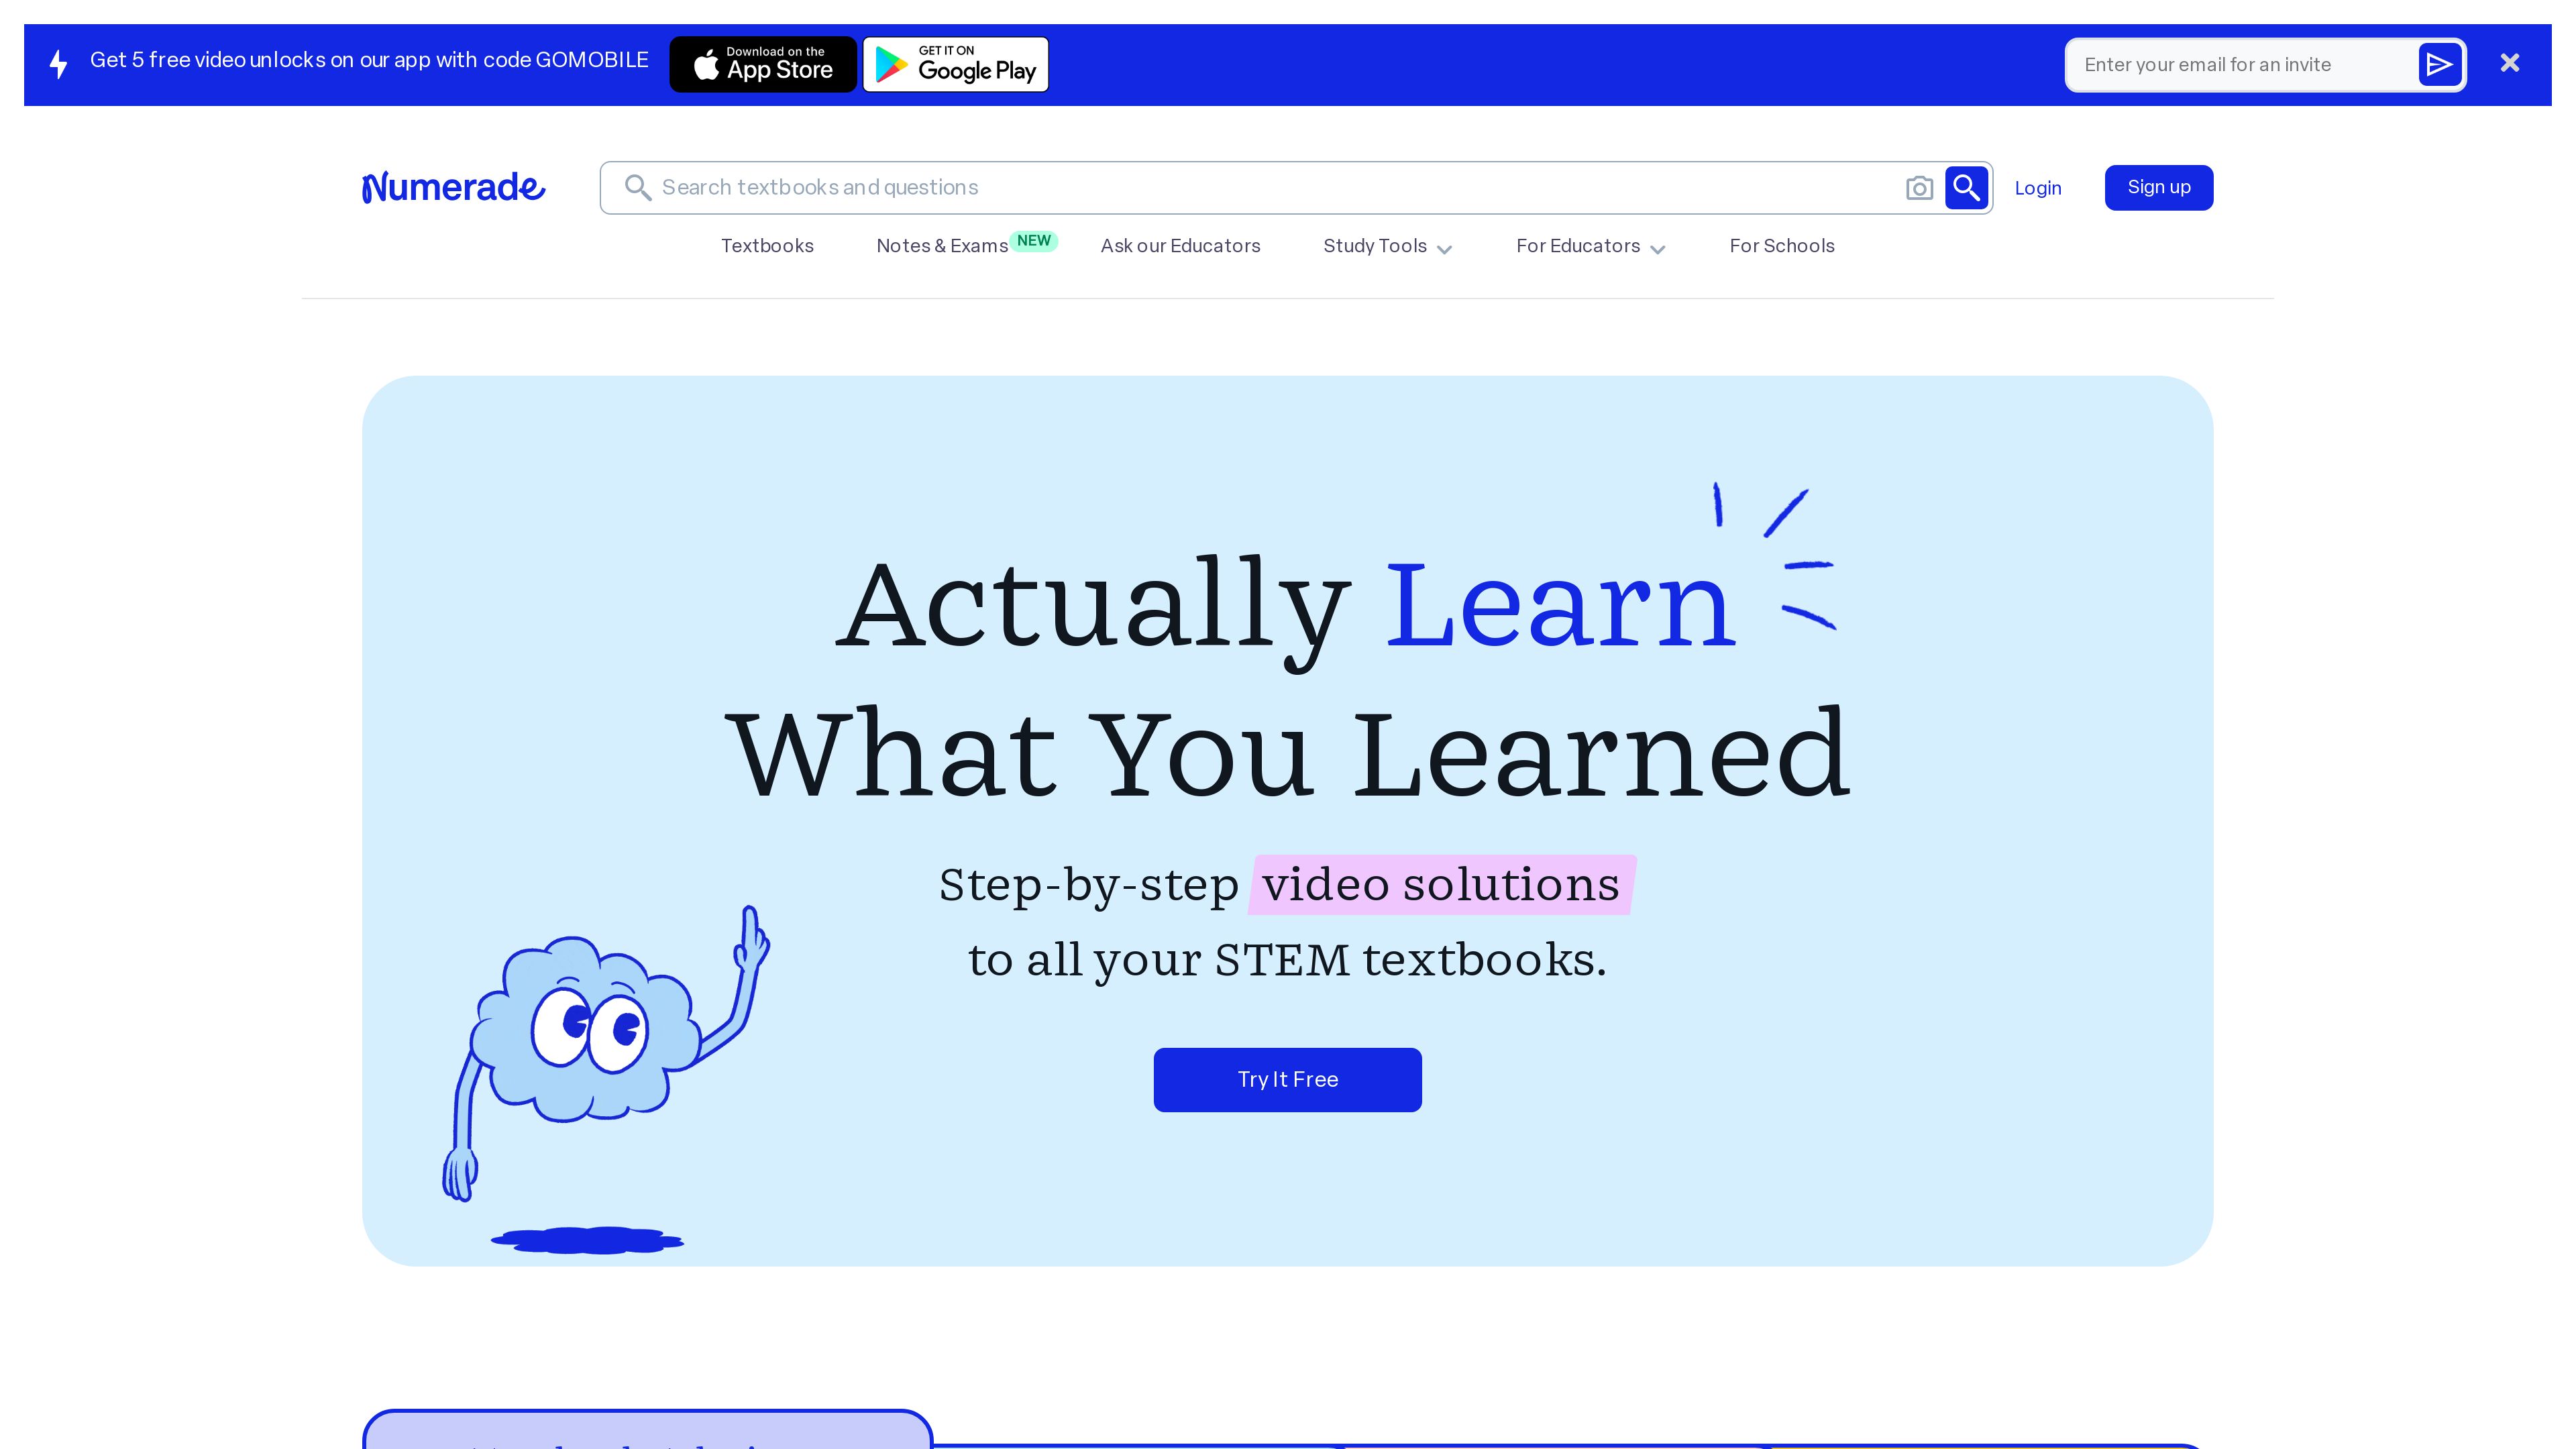 Get 5 free video unlocks on our app with code GOMOBILE
Download on the
App Store
GET IT ON
Google Play
Enter your email for an invite
Numerade
Search textbooks and questions
Login
Sign up
Textbooks
Notes & Exams NEW
Ask our Educators
Study Tools
For Educators
For Schools
Actually Learn
What You Learned
Step-by-step video solutions
to all your STEM textbooks.
Try It Free